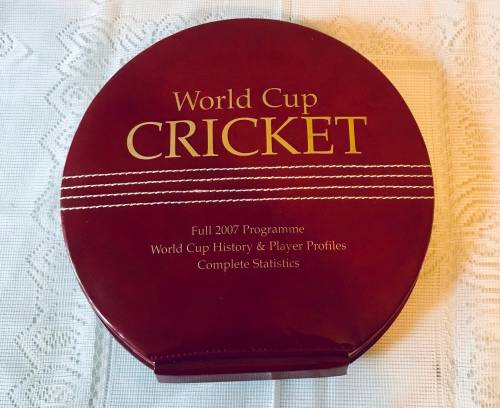 World Cup
CRICKET
Full 2007 Programme
World Cup History & Player Profiles
Complete Statistics